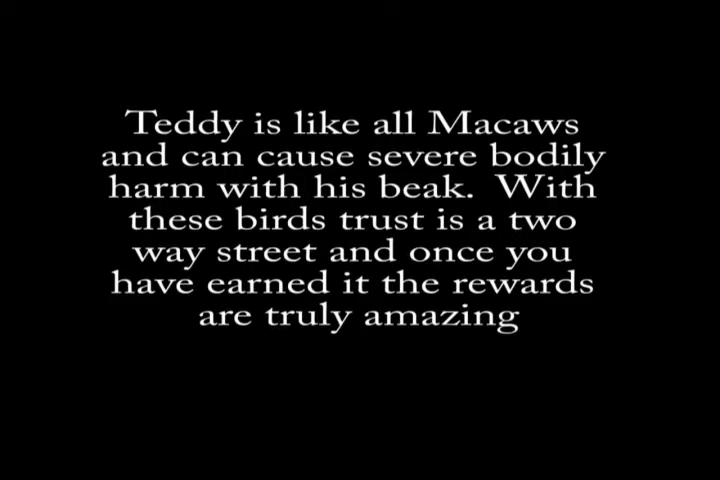 Teddy is like all Macaws
and can cause severe bodily
harm with his beak.  With
these birds trust is a two
way street and once you
have earned it the rewards
are truly amazing